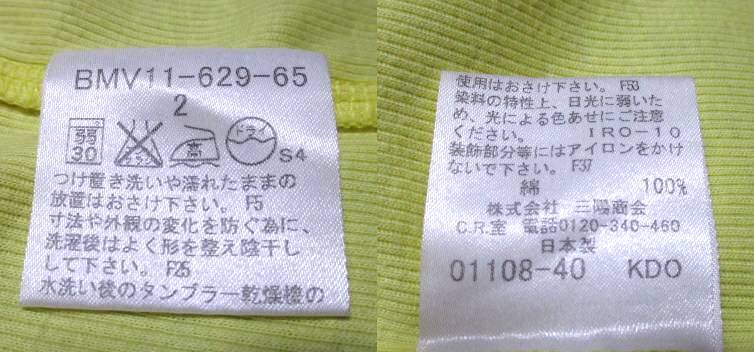 BMV11-629-65
2
弱
30
エンソサラシ
高
ドライ
S4
つけ置き洗いや濡れたままの
放置はおさけ下さい。 F5
寸法や外観の変化を防ぐ為に、
洗濯後はよく形を整え陰干し
して下さい。 F25
水洗い後のタンブラー乾燥機の
使用はおさけ下さい。 F53
染料の特性上、日光に弱いた
め、光による色あせにご注意
ください。 IRO-10
装飾部分等にはアイロンをかけ
ないで下さい。 F37
綿 100%
株式会社 三陽商会
C.R.室 電話0120-340-460
日本製
01108-40 KDO